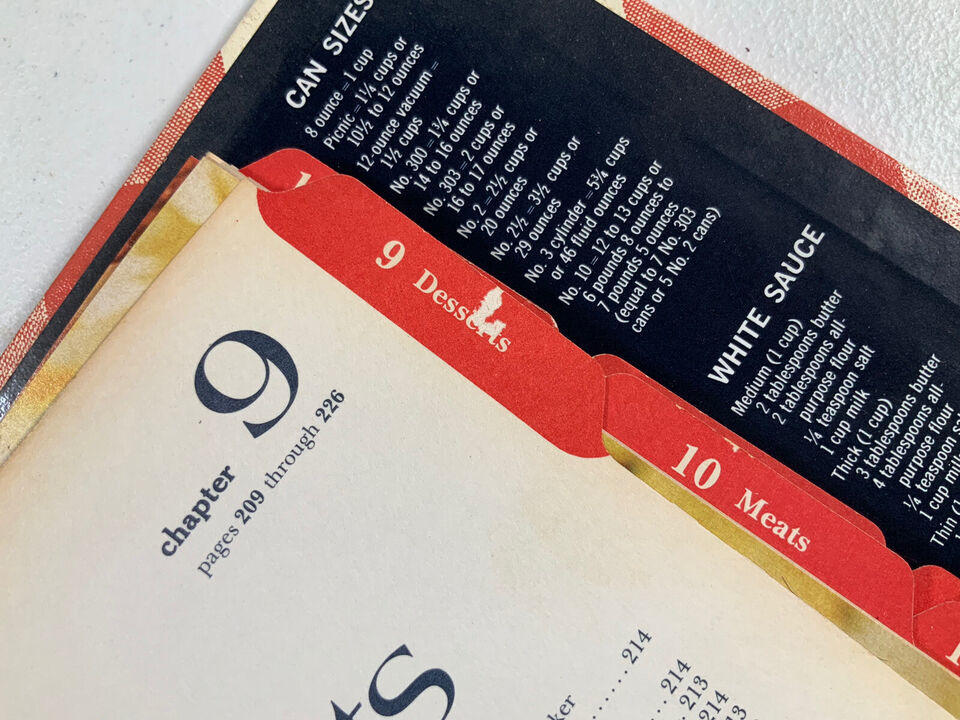 CAN SIZES
8 ounce = 1 cup
Picnic = 1¼ cups or
10½ to 12 ounces
12-ounce vacuum =
1½ cups
No. 300 = 1¾ cups or
14 to 16 ounces
No. 303 = 2 cups or
16 to 17 ounces
No. 2 = 2½ cups or
20 ounces
No. 2½ = 3½ cups or
29 ounces
No. 3 cylinder = 5¾ cups
or 46 fluid ounces
No. 10 = 12 to 13 cups or
6 pounds 8 ounces to
7 pounds 5 ounces
(equal to 7 No. 303
cans or 5 No. 2 cans)
WHITE SAUCE
Medium (1 cup)
2 tablespoons butter
2 tablespoons all-
purpose flour
¼ teaspoon salt
1 cup milk
Thick (1 cup)
3 tablespoons butter
4 tablespoons all-
purpose flour
¼ teaspoon
1 cup milk
Thin
9 Desserts
10 Meats
chapter 9
pages 209 through 226
214
214
213
214